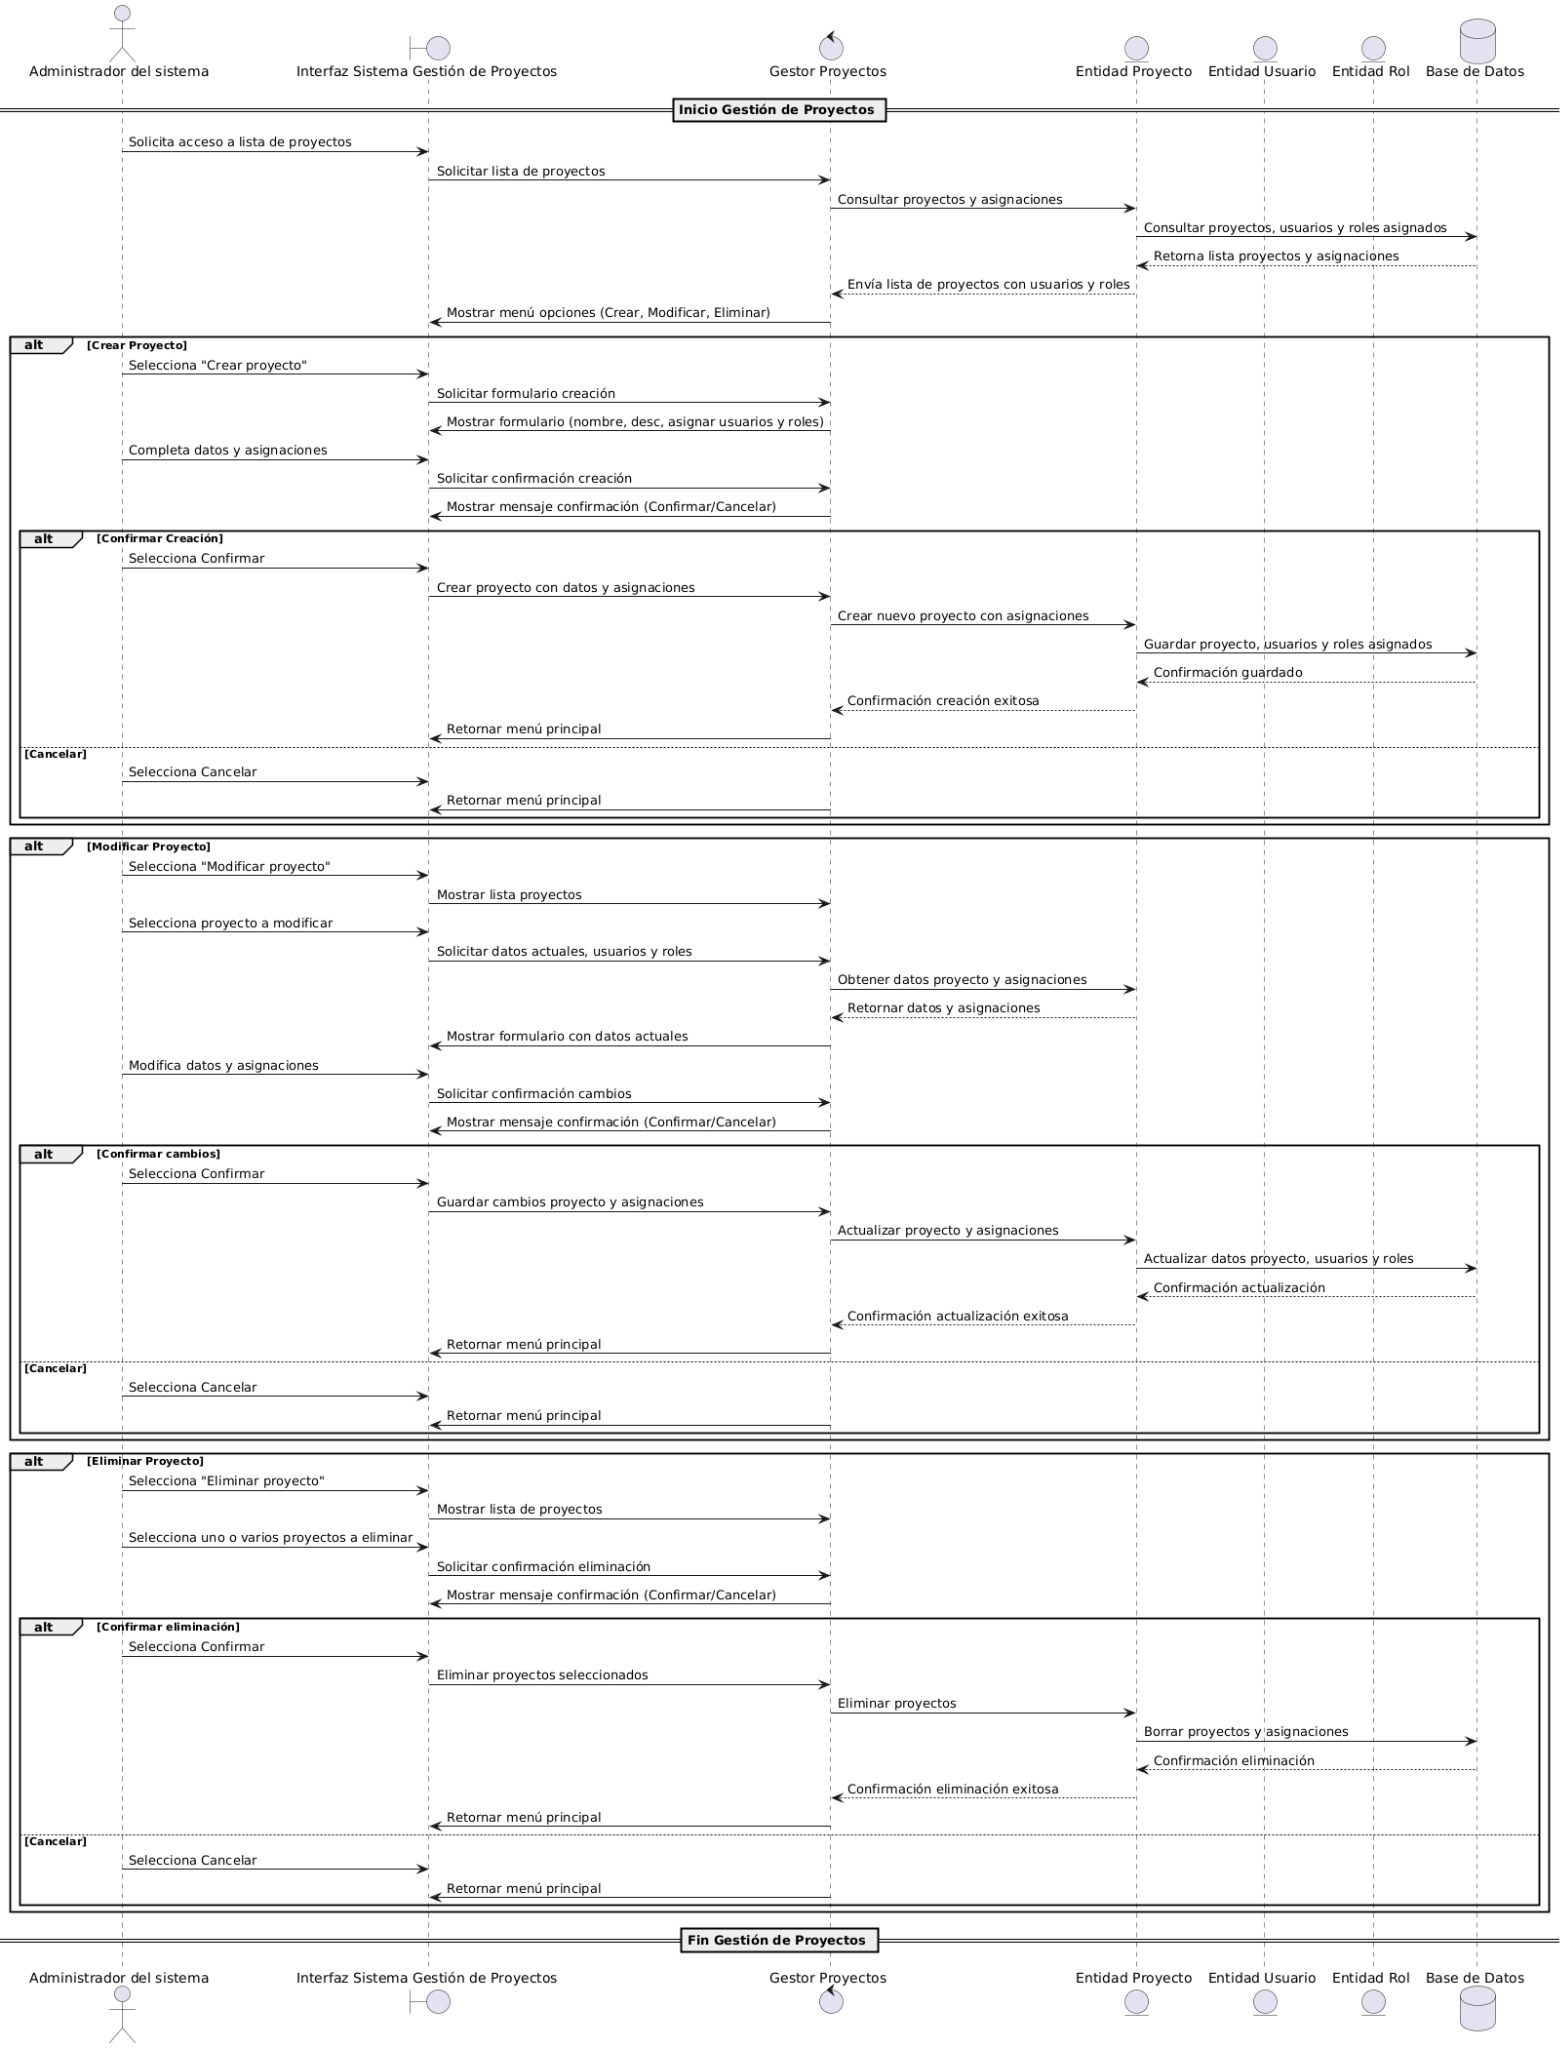 Administrador del sistema
Interfaz Sistema Gestión de Proyectos
Gestor Proyectos
Entidad Proyecto
Entidad Usuario
Entidad Rol
Base de Datos
Inicio Gestión de Proyectos
Solicita acceso a lista de proyectos
Solicitar lista de proyectos
Consultar proyectos y asignaciones
Consultar proyectos, usuarios y roles asignados
Retorna lista proyectos y asignaciones
Envía lista de proyectos con usuarios y roles
Mostrar menú opciones (Crear, Modificar, Eliminar)
alt [Crear Proyecto]
Selecciona "Crear proyecto"
Solicitar formulario creación
Mostrar formulario (nombre, desc, asignar usuarios y roles)
Completa datos y asignaciones
Solicitar confirmación creación
Mostrar mensaje confirmación (Confirmar/Cancelar)
alt [Confirmar Creación]
Selecciona Confirmar
Crear proyecto con datos y asignaciones
Crear nuevo proyecto con asignaciones
Guardar proyecto, usuarios y roles asignados
Confirmación guardado
Confirmación creación exitosa
Retornar menú principal
[Cancelar]
Selecciona Cancelar
Retornar menú principal
alt [Modificar Proyecto]
Selecciona "Modificar proyecto"
Mostrar lista proyectos
Selecciona proyecto a modificar
Solicitar datos actuales, usuarios y roles
Obtener datos proyecto y asignaciones
Retornar datos y asignaciones
Mostrar formulario con datos actuales
Modifica datos y asignaciones
Solicitar confirmación cambios
Mostrar mensaje confirmación (Confirmar/Cancelar)
alt [Confirmar cambios]
Selecciona Confirmar
Guardar cambios proyecto y asignaciones
Actualizar proyecto y asignaciones
Actualizar datos proyecto, usuarios y roles
Confirmación actualización
Confirmación actualización exitosa
Retornar menú principal
[Cancelar]
Selecciona Cancelar
Retornar menú principal
alt [Eliminar Proyecto]
Selecciona "Eliminar proyecto"
Mostrar lista de proyectos
Selecciona uno o varios proyectos a eliminar
Solicitar confirmación eliminación
Mostrar mensaje confirmación (Confirmar/Cancelar)
alt [Confirmar eliminación]
Selecciona Confirmar
Eliminar proyectos seleccionados
Eliminar proyectos
Borrar proyectos y asignaciones
Confirmación eliminación
Confirmación eliminación exitosa
Retornar menú principal
[Cancelar]
Selecciona Cancelar
Retornar menú principal
Fin Gestión de Proyectos
Administrador del sistema
Interfaz Sistema Gestión de Proyectos
Gestor Proyectos
Entidad Proyecto
Entidad Usuario
Entidad Rol
Base de Datos